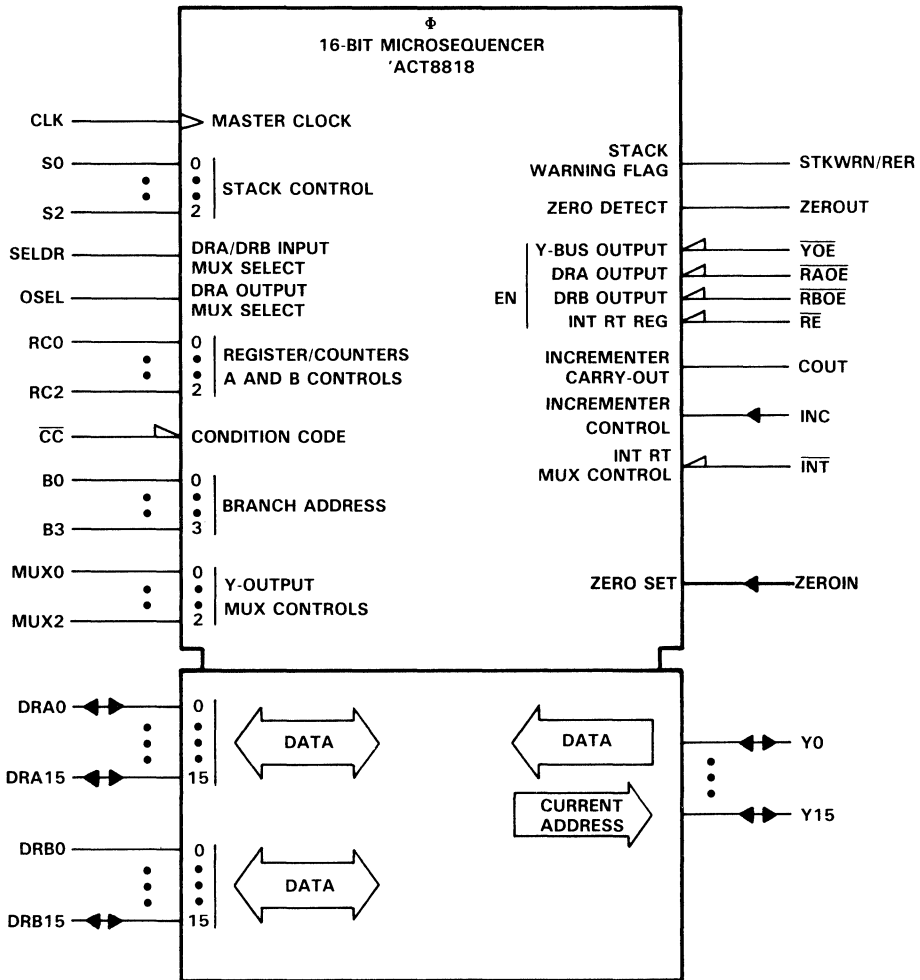 Φ
16-BIT MICROSEQUENCER
'ACT8818
CLK
MASTER CLOCK
S0
0
S2
2
STACK CONTROL
SELDR
DRA/DRB INPUT
MUX SELECT
OSEL
DRA OUTPUT
MUX SELECT
RC0
0
RC2
2
REGISTER/COUNTERS
A AND B CONTROLS
CC
CONDITION CODE
B0
0
B3
3
BRANCH ADDRESS
MUX0
0
MUX2
2
Y-OUTPUT
MUX CONTROLS
STACK
WARNING FLAG
STKWRN/RER
ZERO DETECT
ZEROUT
EN
Y-BUS OUTPUT
YOE
DRA OUTPUT
RAOE
DRB OUTPUT
RBOE
INT RT REG
RE
INCREMENTER
CARRY-OUT
COUT
INCREMENTER
CONTROL
INC
INT RT
MUX CONTROL
INT
ZERO SET
ZEROIN
DRA0
0
DRA15
15
DATA
DRB0
0
DRB15
15
DATA
DATA
Y0
CURRENT
ADDRESS
Y15